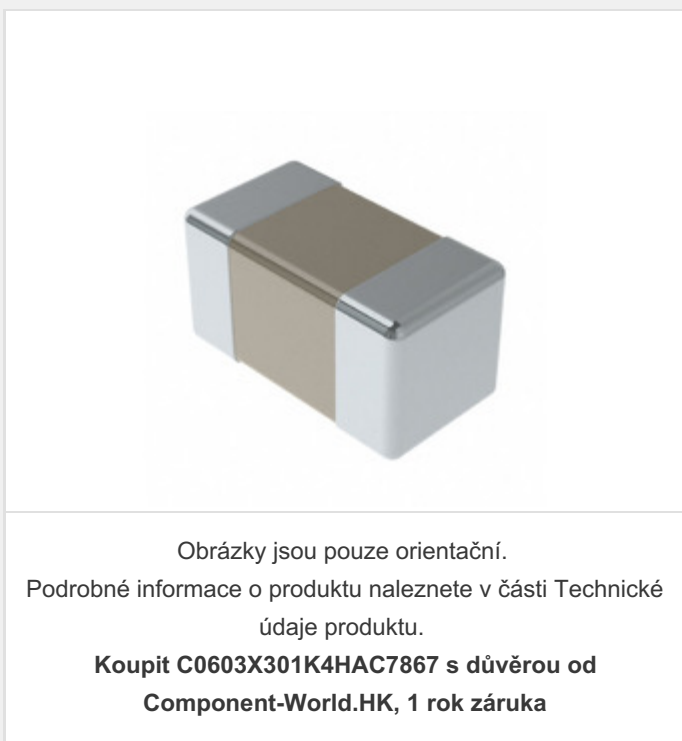 Obrázky jsou pouze orientační.
Podrobné informace o produktu naleznete v části Technické
údaje produktu.
Koupit C0603X301K4HAC7867 s důvěrou od
Component-World.HK, 1 rok záruka